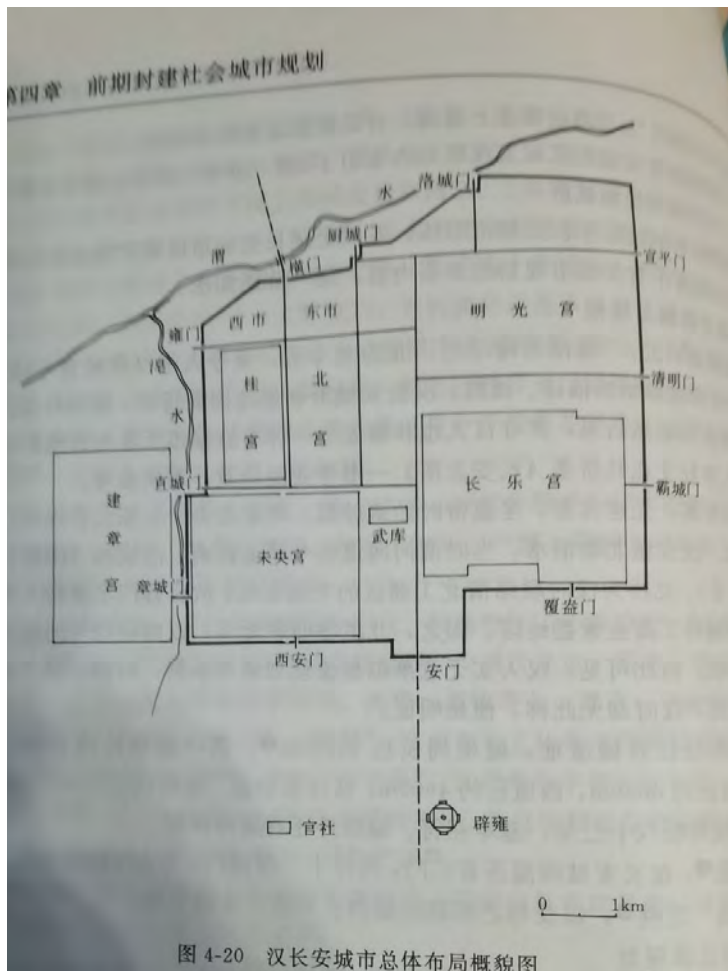 第四章 前期封建社会城市规划
洛城门
水
厨城门
渭
横门
宣平门
雍门
西市
东市
明光宫
泬
水
桂
宫
北
宫
清明门
直城门
长乐宫
霸城门
建
章
宫
武库
未央宫
章城
覆盎门
西安门
安门
官社
辟雍
0 1km
图 4-20 汉长安城市总体布局概貌图